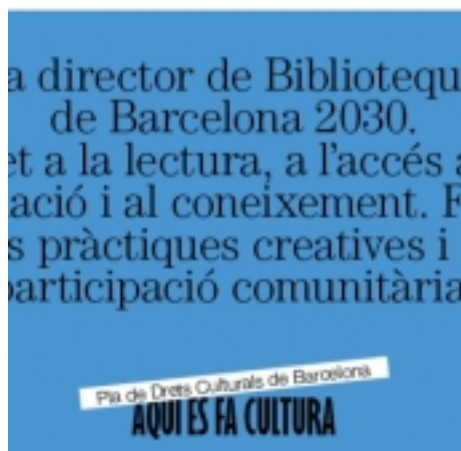 a director de Bibliotequ
de Barcelona 2030.
et a la lectura, a l'accés a
ació i al coneixement. F
s pràctiques creatives i
participació comunitària
Pla de Drets Culturals de Barcelona
AQUÍ ES FA CULTURA